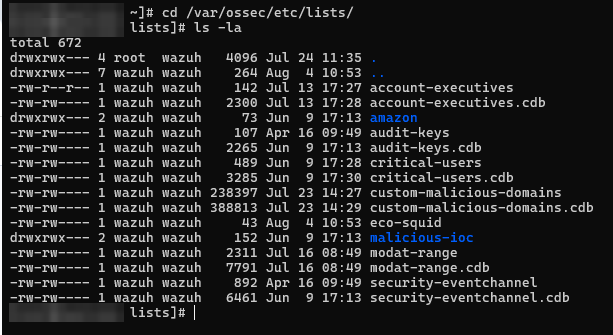 ~]# cd /var/ossec/etc/lists/
lists]# ls -la
total 672
drwxrwx--- 4 root  wazuh   4096 Jul 24 11:35 .
drwxrwx--- 7 wazuh wazuh    264 Aug  4 10:53 ..
-rw-r--r-- 1 wazuh wazuh    142 Jul 13 17:27 account-executives
-rw-rw---- 1 wazuh wazuh   2300 Jul 13 17:28 account-executives.cdb
drwxrwx--- 2 wazuh wazuh     73 Jun  9 17:13 amazon
-rw-rw---- 1 wazuh wazuh    107 Apr 16 09:49 audit-keys
-rw-rw---- 1 wazuh wazuh   2265 Jun  9 17:13 audit-keys.cdb
-rw-rw---- 1 wazuh wazuh    489 Jun  9 17:28 critical-users
-rw-rw---- 1 wazuh wazuh   3285 Jun  9 17:30 critical-users.cdb
-rw-rw---- 1 wazuh wazuh 238397 Jul 23 14:27 custom-malicious-domains
-rw-rw---- 1 wazuh wazuh 388813 Jul 23 14:29 custom-malicious-domains.cdb
-rw-rw---- 1 wazuh wazuh     43 Aug  4 10:53 eco-squid
drwxrwx--- 2 wazuh wazuh    152 Jun  9 17:13 malicious-ioc
-rw-rw---- 1 wazuh wazuh   2311 Jul 16 08:49 modat-range
-rw-rw---- 1 wazuh wazuh   7791 Jul 16 08:49 modat-range.cdb
-rw-rw---- 1 wazuh wazuh    892 Apr 16 09:49 security-eventchannel
-rw-rw---- 1 wazuh wazuh   6461 Jun  9 17:13 security-eventchannel.cdb
lists]#